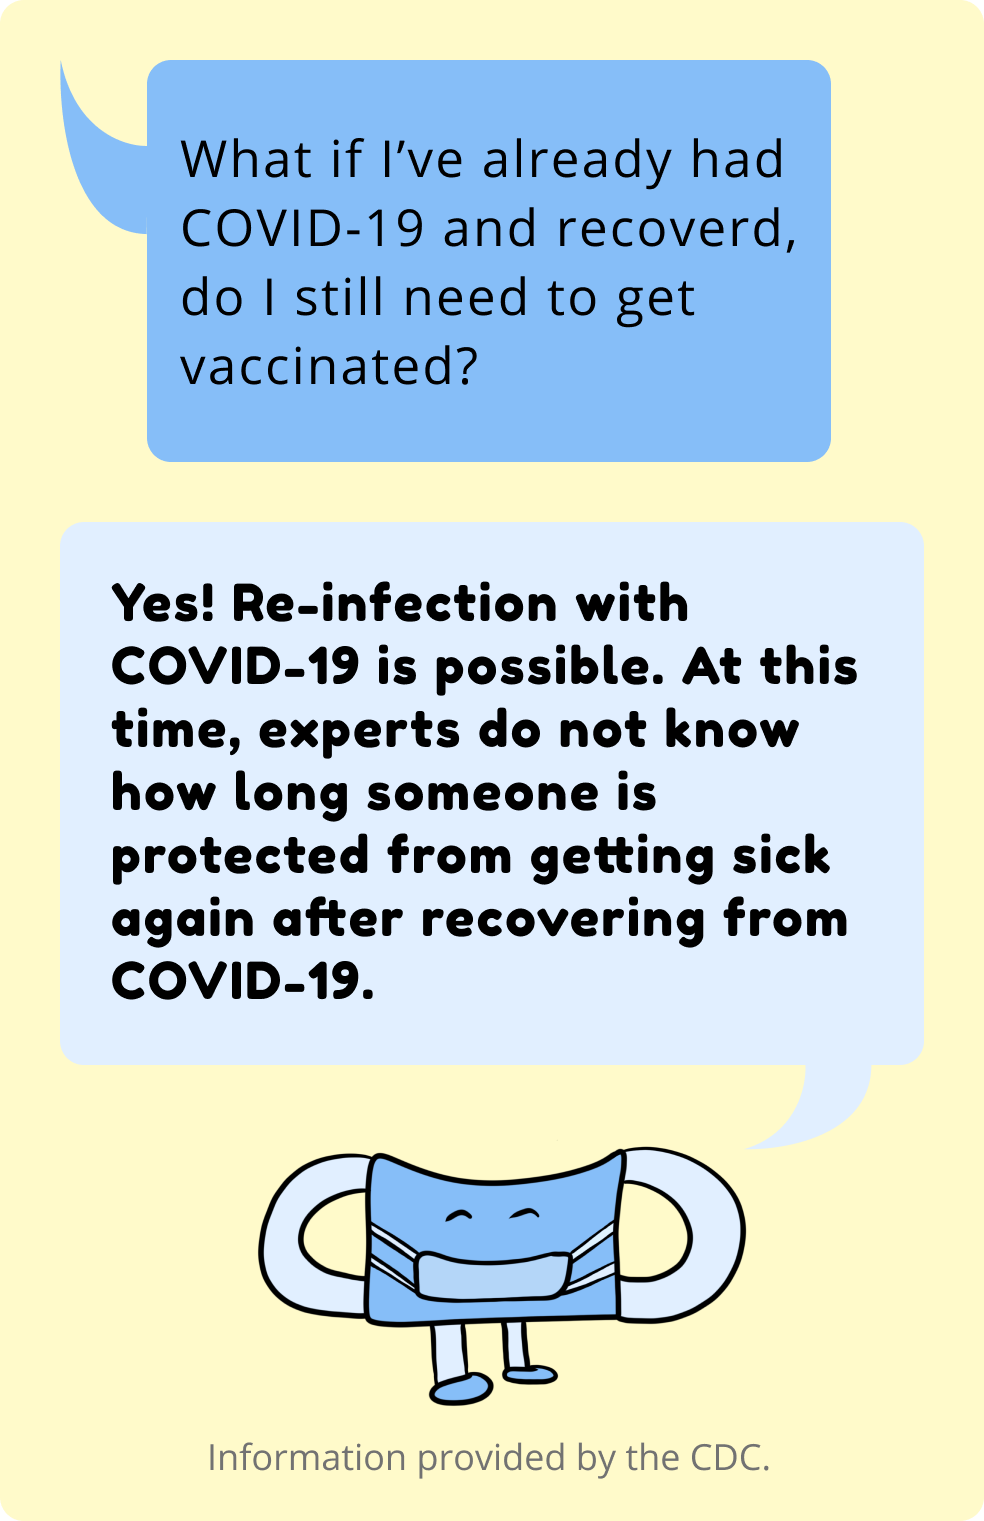 What if I’ve already had
COVID-19 and recoverd,
do I still need to get
vaccinated?
Yes! Re-infection with
COVID-19 is possible. At this
time, experts do not know
how long someone is
protected from getting sick
again after recovering from
COVID-19.
Information provided by the CDC.